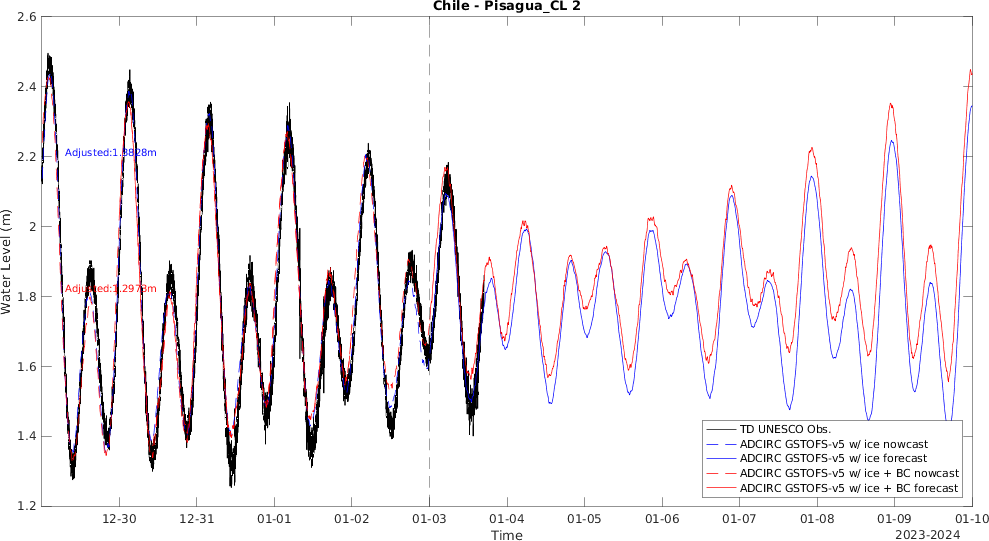 Chile - Pisagua_CL 2
Water Level (m)
2.6
2.4
2.2
2
1.8
1.6
1.4
1.2
Adjusted:1.3828m
Adjusted:1.2973m
TD UNESCO Obs.
ADCIRC GSTOFS-v5 w/ ice nowcast
ADCIRC GSTOFS-v5 w/ ice forecast
ADCIRC GSTOFS-v5 w/ ice + BC nowcast
ADCIRC GSTOFS-v5 w/ ice + BC forecast
12-30 12-31 01-01 01-02 01-03 01-04 01-05 01-06 01-07 01-08 01-09 01-10
Time
2023-2024